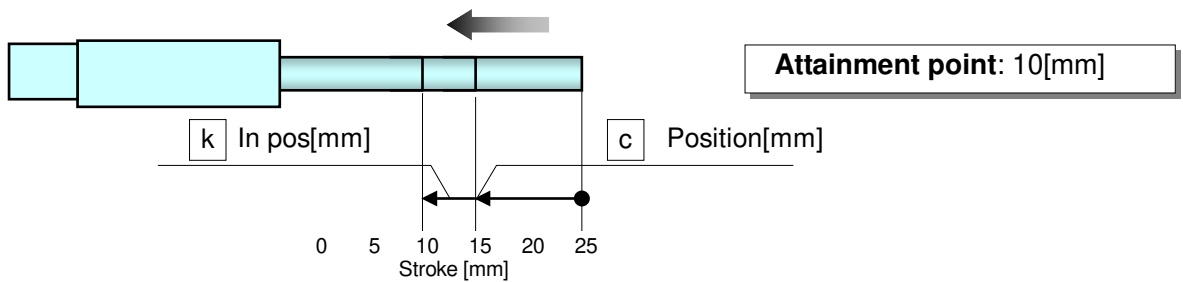 Attainment point: 10[mm]
k In pos[mm]
c Position[mm]
0 5 10 15 20 25
Stroke [mm]